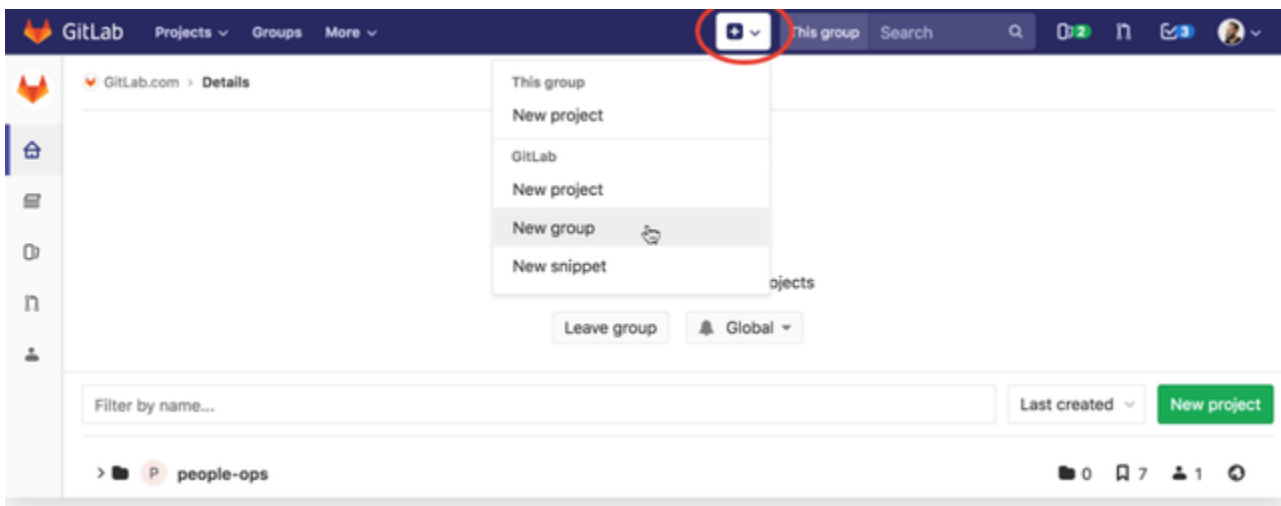 GitLab Projects Groups More This group Search 2 3
GitLab.com > Details
This group
New project
GitLab
New project
New group
New snippet
ojects
Leave group Global
Filter by name... Last created New project
P people-ops 0 7 1